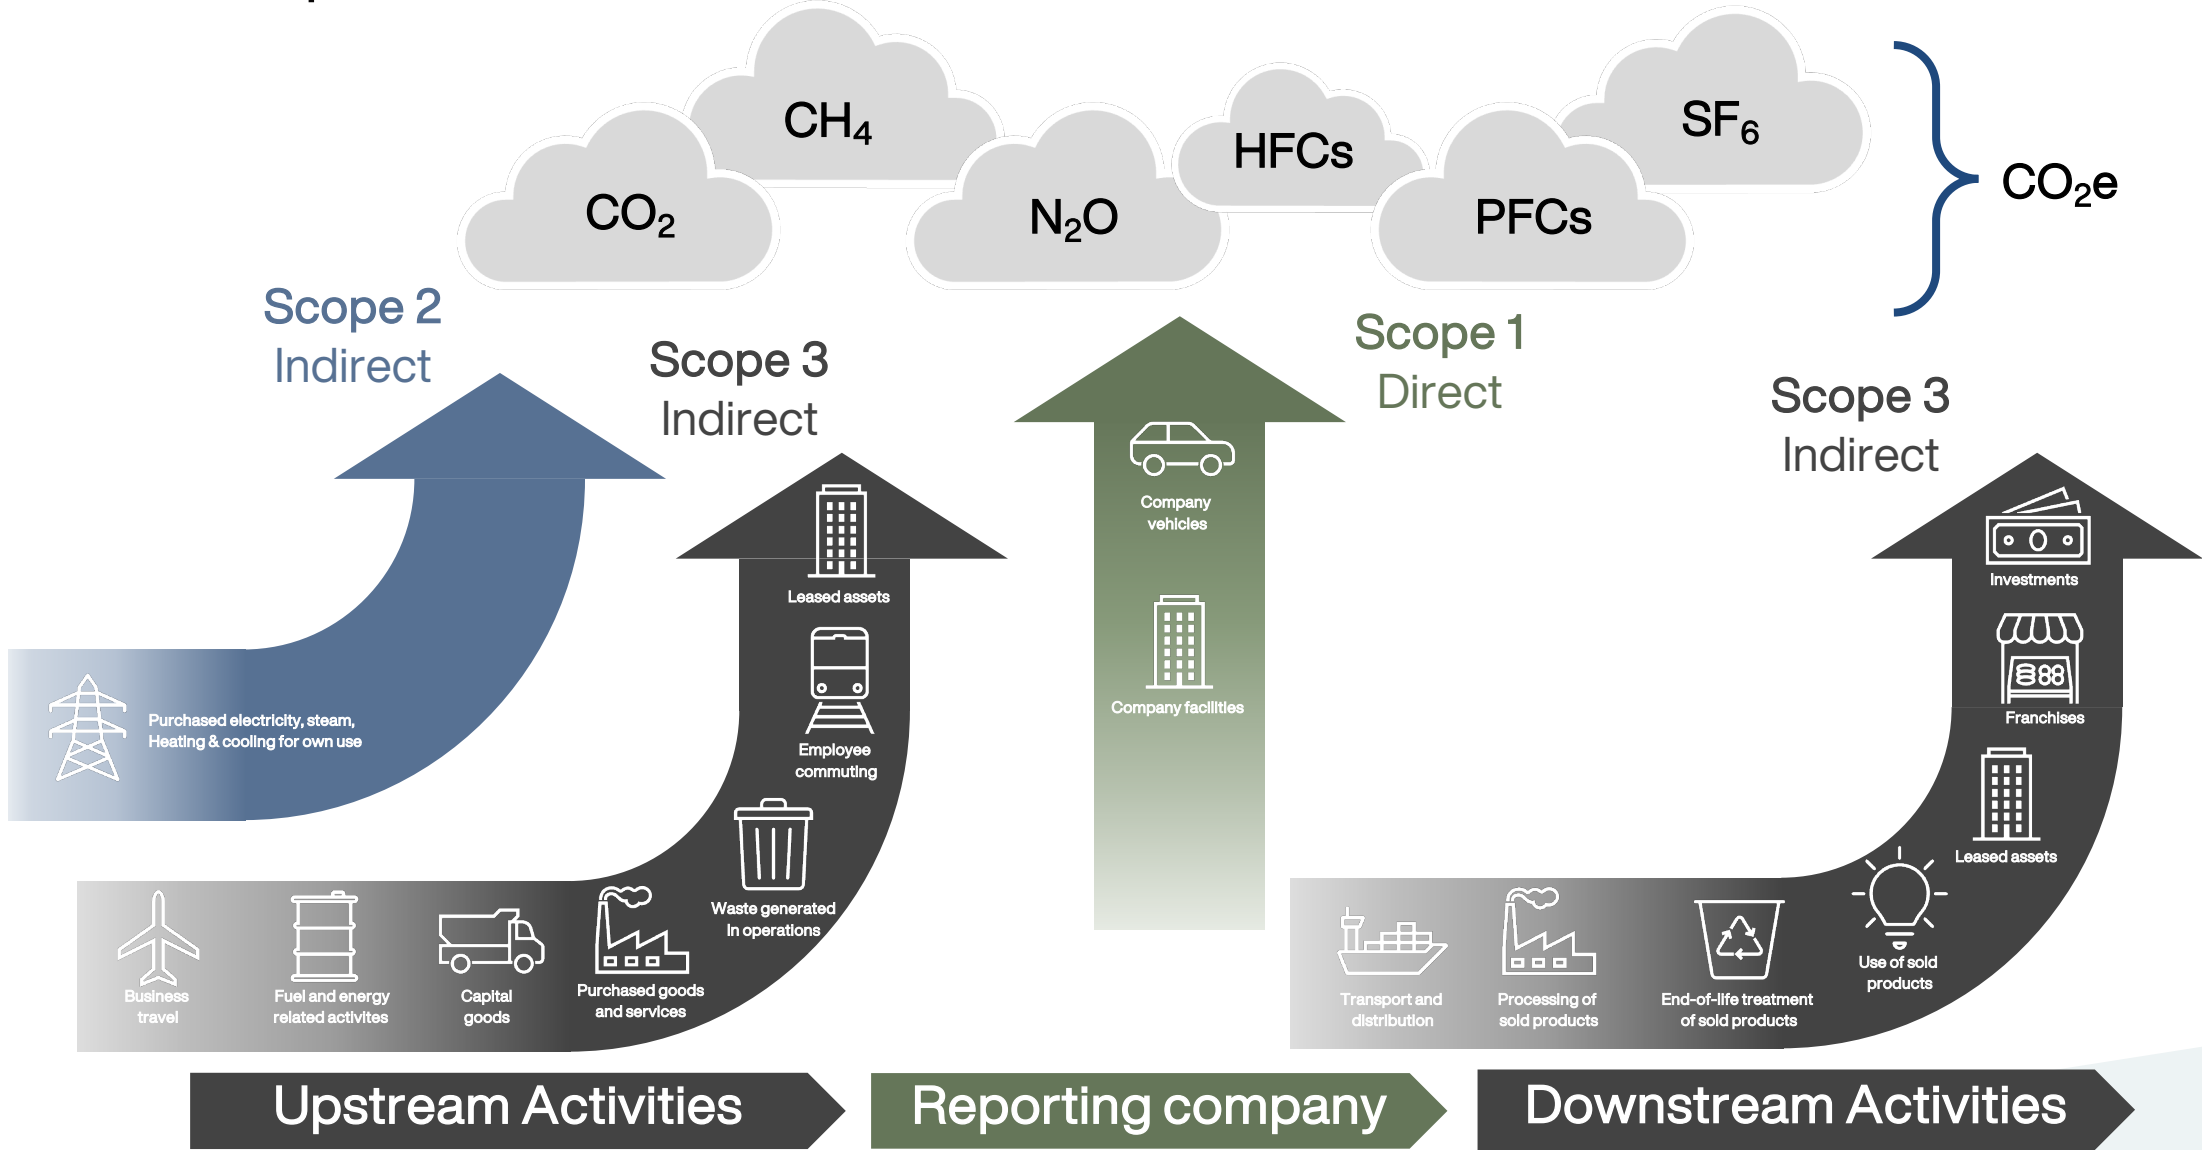 CH₄
SF₆
HFCs
CO₂
N₂O
PFCs
CO₂e
Scope 2
Indirect
Scope 3
Indirect
Scope 1
Direct
Scope 3
Indirect
Purchased electricity, steam,
Heating & cooling for own use
Leased assets
Employee
commuting
Waste generated
in operations
Business
travel
Fuel and energy
related activites
Capital
goods
Purchased goods
and services
Company
vehicles
Company facilities
Investments
Franchises
Leased assets
Use of sold
products
Transport and
distribution
Processing of
sold products
End-of-life treatment
of sold products
Upstream Activities
Reporting company
Downstream Activities